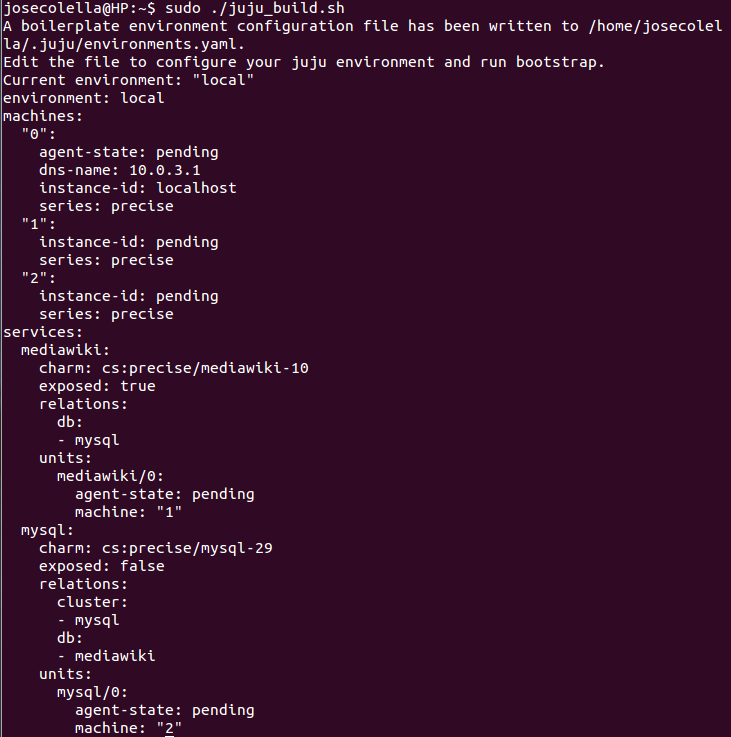 josecolella@HP:~$ sudo ./juju_build.sh
A boilerplate environment configuration file has been written to /home/josecolel
la/.juju/environments.yaml.
Edit the file to configure your juju environment and run bootstrap.
Current environment: "local"
environment: local
machines:
  "0":
    agent-state: pending
    dns-name: 10.0.3.1
    instance-id: localhost
    series: precise
  "1":
    instance-id: pending
    series: precise
  "2":
    instance-id: pending
    series: precise
services:
  mediawiki:
    charm: cs:precise/mediawiki-10
    exposed: true
    relations:
      db:
      - mysql
    units:
      mediawiki/0:
        agent-state: pending
        machine: "1"
  mysql:
    charm: cs:precise/mysql-29
    exposed: false
    relations:
      cluster:
      - mysql
      db:
      - mediawiki
    units:
      mysql/0:
        agent-state: pending
        machine: "2"